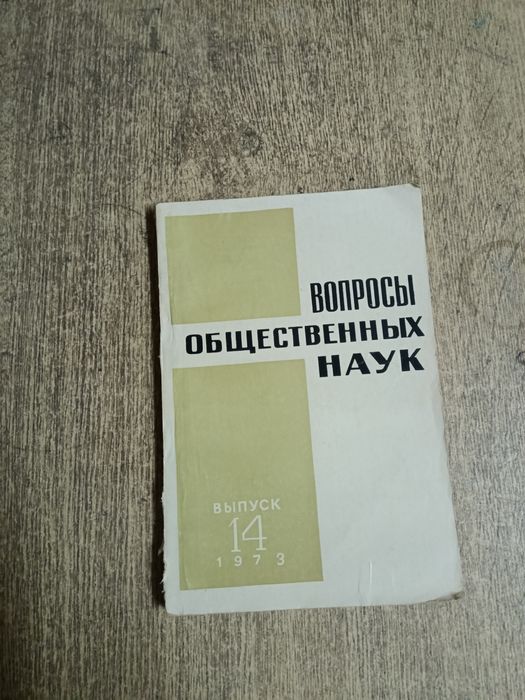 ВОПРОСЫ
ОБЩЕСТВЕННЫХ
НАУК
ВЫПУСК
14
1973